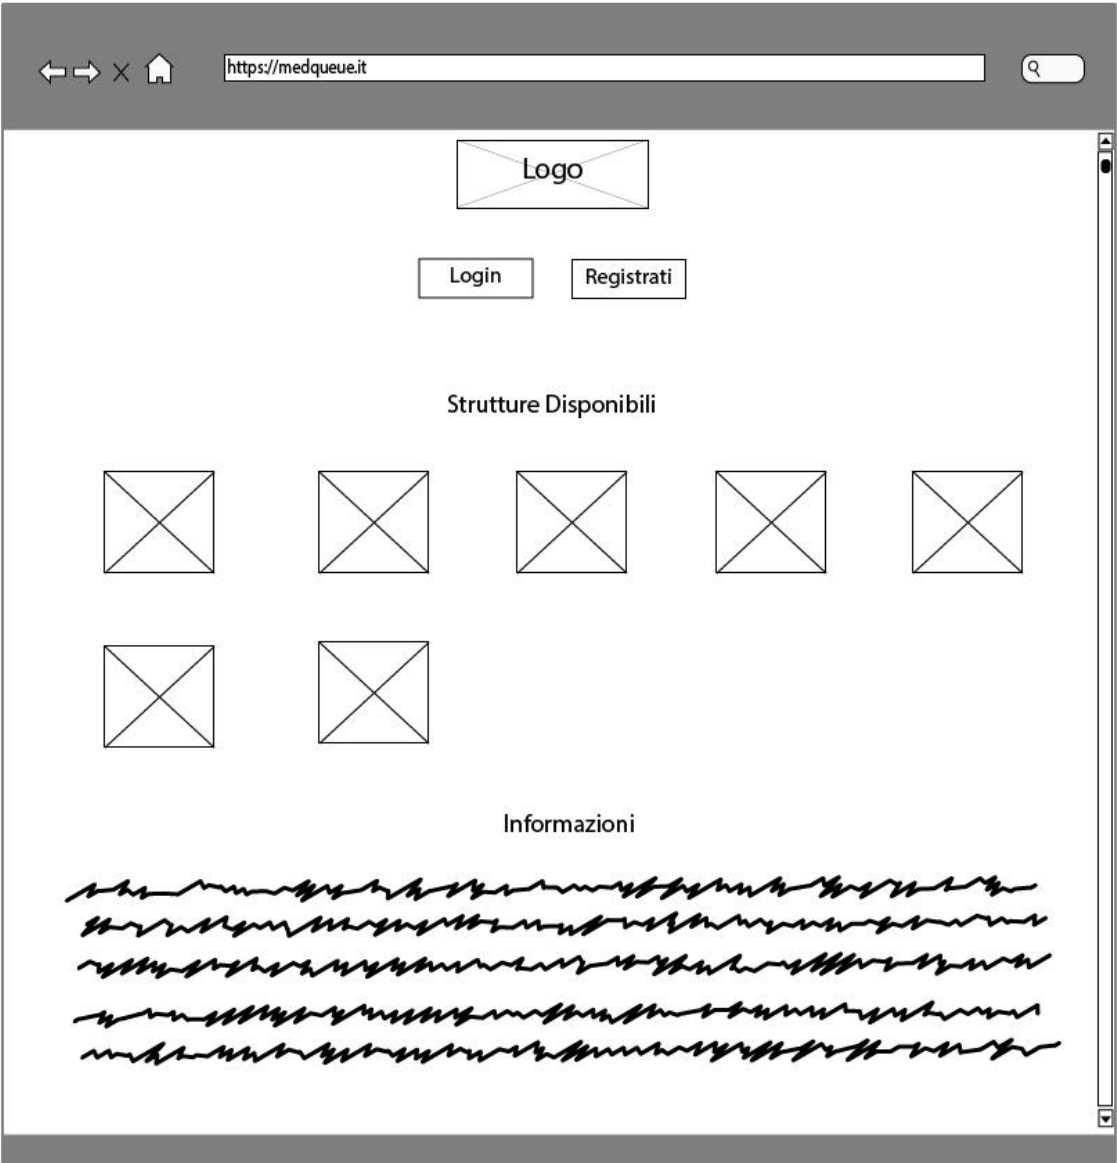 https://medqueue.it
Logo
Login
Registrati
Strutture Disponibili
Informazioni